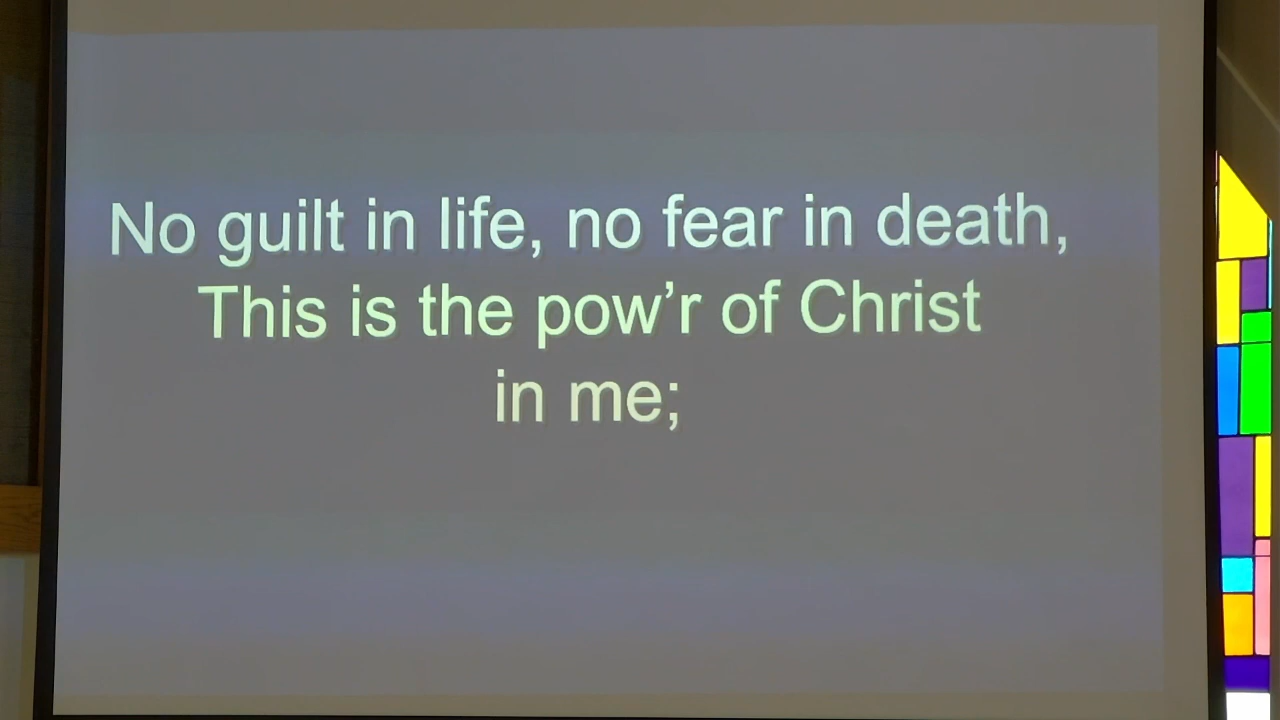 No guilt in life, no fear in death,
This is the pow’r of Christ
in me;